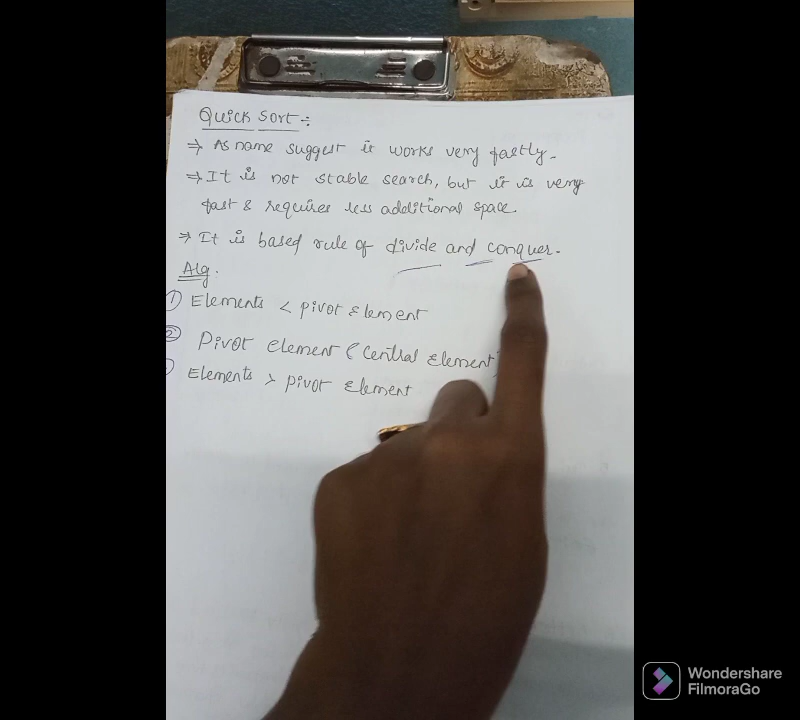 Quick Sort :-
⇒ As name suggest it works very fastly.
⇒ It is not stable search, but it is very
fast & requires less additional space.
⇒ It is based rule of divide and conquer.
Alg.
① Elements < pivot Element
② Pivot element (Central Element)
Elements > pivot Element
Wondershare
FilmoraGo